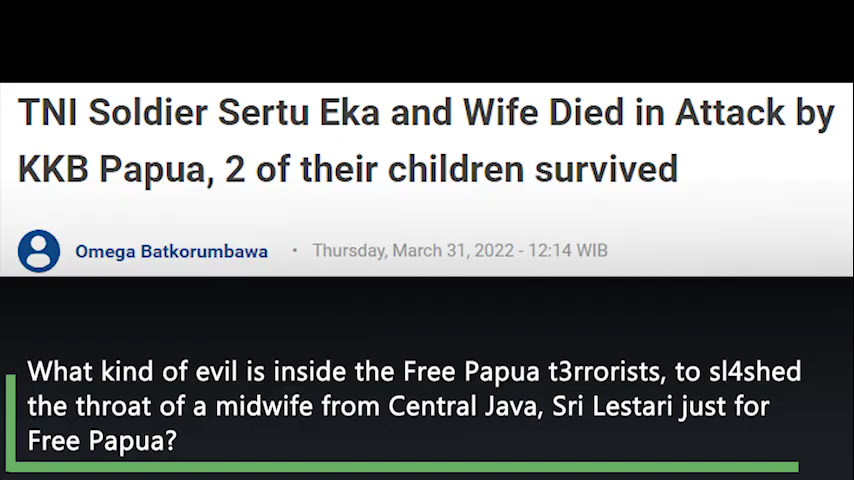 TNI Soldier Sertu Eka and Wife Died in Attack by
KKB Papua, 2 of their children survived
Omega Batkorumbawa • Thursday, March 31, 2022 - 12:14 WIB
What kind of evil is inside the Free Papua t3rrorists, to sl4shed
the throat of a midwife from Central Java, Sri Lestari just for
Free Papua?